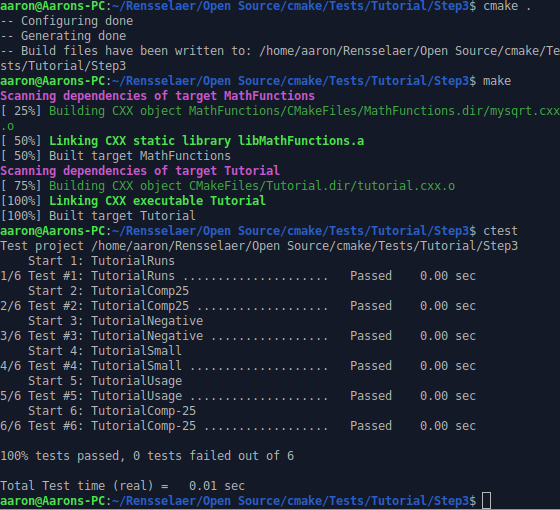 aaron@Aarons-PC:~/Rensselaer/Open Source/cmake/Tests/Tutorial/Step3$ cmake .
-- Configuring done
-- Generating done
-- Build files have been written to: /home/aaron/Rensselaer/Open Source/cmake/Te
sts/Tutorial/Step3
aaron@Aarons-PC:~/Rensselaer/Open Source/cmake/Tests/Tutorial/Step3$ make
Scanning dependencies of target MathFunctions
[ 25%] Building CXX object MathFunctions/CMakeFiles/MathFunctions.dir/mysqrt.cxx
.o
[ 50%] Linking CXX static library libMathFunctions.a
[ 50%] Built target MathFunctions
Scanning dependencies of target Tutorial
[ 75%] Building CXX object CMakeFiles/Tutorial.dir/tutorial.cxx.o
[100%] Linking CXX executable Tutorial
[100%] Built target Tutorial
aaron@Aarons-PC:~/Rensselaer/Open Source/cmake/Tests/Tutorial/Step3$ ctest
Test project /home/aaron/Rensselaer/Open Source/cmake/Tests/Tutorial/Step3
    Start 1: TutorialRuns
1/6 Test #1: TutorialRuns .....................   Passed    0.00 sec
    Start 2: TutorialComp25
2/6 Test #2: TutorialComp25 ...................   Passed    0.00 sec
    Start 3: TutorialNegative
3/6 Test #3: TutorialNegative .................   Passed    0.00 sec
    Start 4: TutorialSmall
4/6 Test #4: TutorialSmall ....................   Passed    0.00 sec
    Start 5: TutorialUsage
5/6 Test #5: TutorialUsage ....................   Passed    0.00 sec
    Start 6: TutorialComp-25
6/6 Test #6: TutorialComp-25 ..................   Passed    0.00 sec

100% tests passed, 0 tests failed out of 6

Total Test time (real) =   0.01 sec
aaron@Aarons-PC:~/Rensselaer/Open Source/cmake/Tests/Tutorial/Step3$